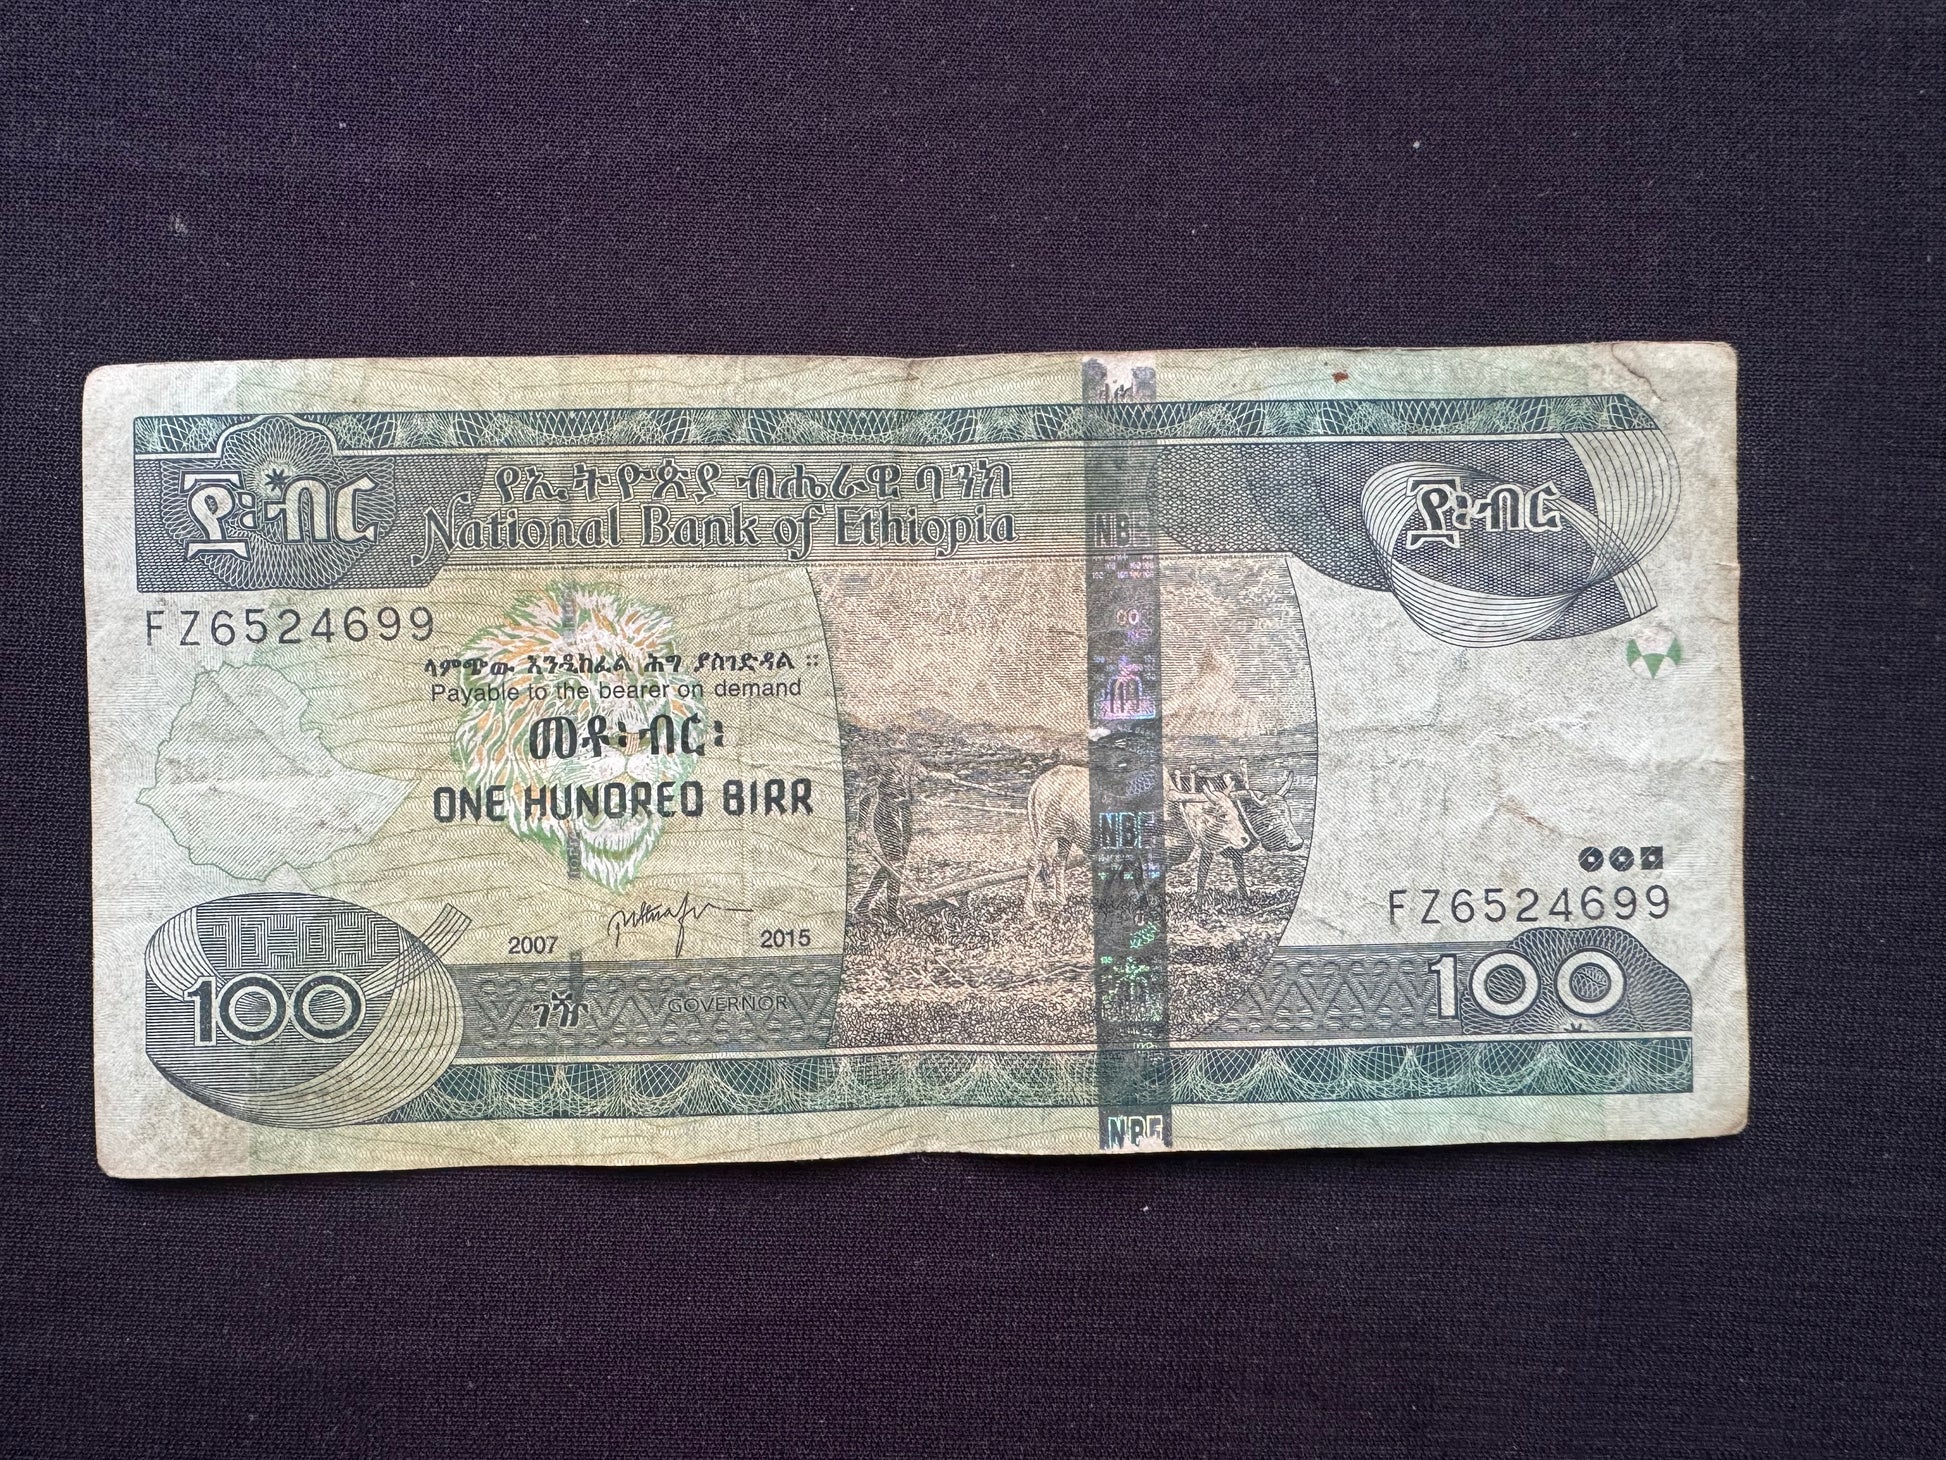 የኢትዮጵያ ብሔራዊ ባንክ
National Bank of Ethiopia
፻፡ብር
፻፡ብር
FZ6524699
ላምጭው እንዲከፈል ሕግ ያስገድዳል ።
Payable to the bearer on demand
መቶ፡ብር፡
ONE HUNDRED BIRR
2007
2015
ገዥ
GOVERNOR
100
NBE
NBE
NBE
FZ6524699
100